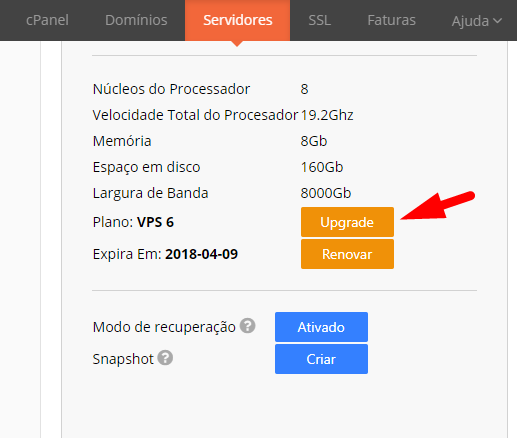 cPanel Domínios Servidores SSL Faturas Ajuda
Núcleos do Processador 8
Velocidade Total do Procesador 19.2Ghz
Memória 8Gb
Espaço em disco 160Gb
Largura de Banda 8000Gb
Plano: VPS 6 Upgrade
Expira Em: 2018-04-09 Renovar
Modo de recuperação ? Ativado
Snapshot ? Criar